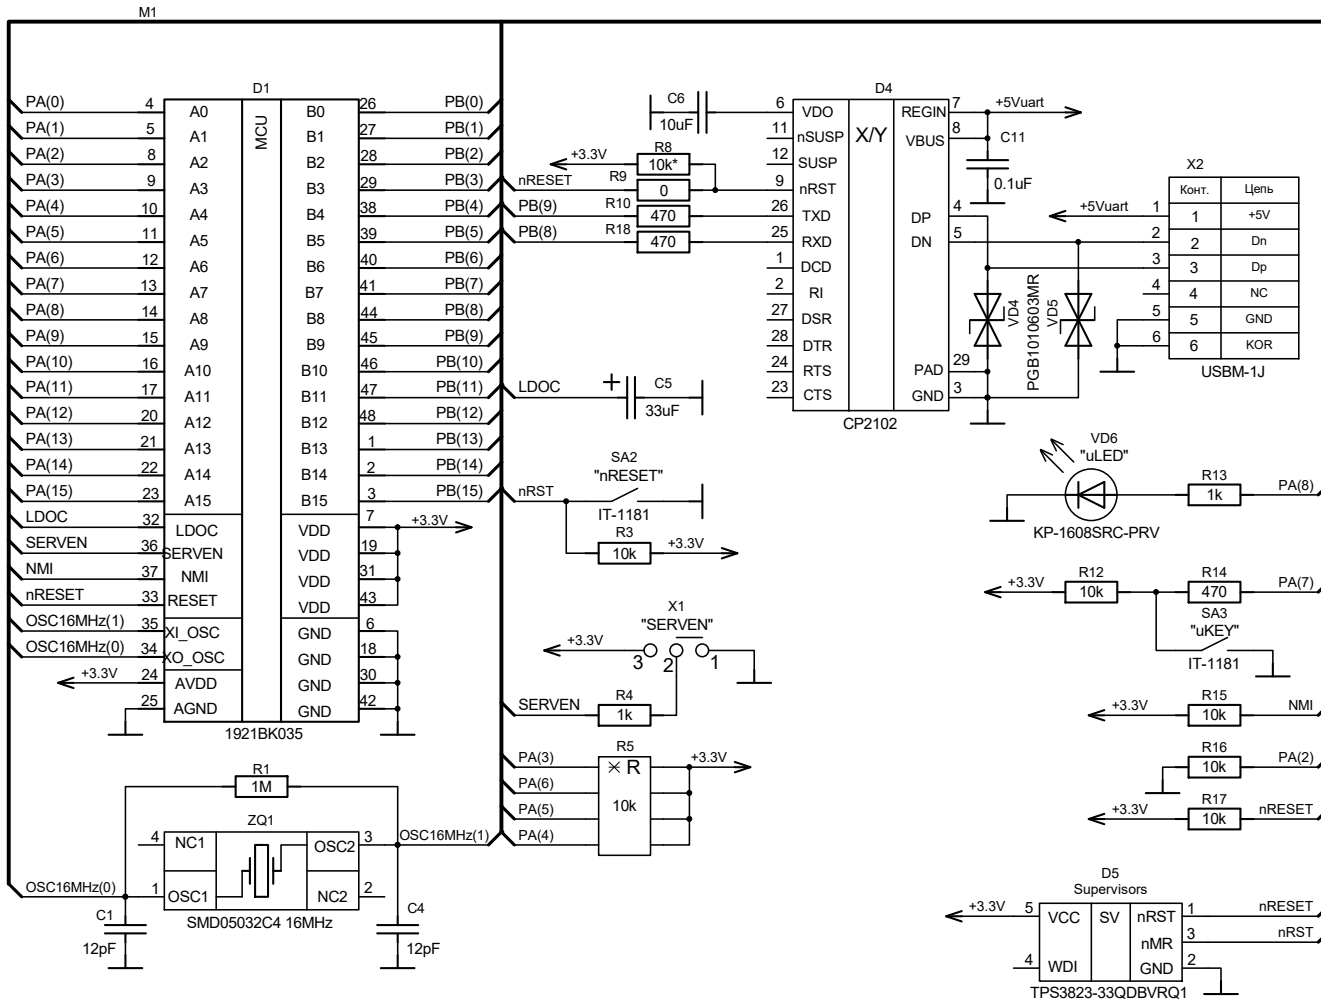 M1
D1
MCU
PA(0) 4 A0 B0 26 PB(0)
PA(1) 5 A1 B1 27 PB(1)
PA(2) 8 A2 B2 28 PB(2)
PA(3) 9 A3 B3 29 PB(3)
PA(4) 10 A4 B4 38 PB(4)
PA(5) 11 A5 B5 39 PB(5)
PA(6) 12 A6 B6 40 PB(6)
PA(7) 13 A7 B7 41 PB(7)
PA(8) 14 A8 B8 44 PB(8)
PA(9) 15 A9 B9 45 PB(9)
PA(10) 16 A10 B10 46 PB(10)
PA(11) 17 A11 B11 47 PB(11)
PA(12) 20 A12 B12 48 PB(12)
PA(13) 21 A13 B13 1 PB(13)
PA(14) 22 A14 B14 2 PB(14)
PA(15) 23 A15 B15 3 PB(15)
LDOC 32 LDOC VDD 7 +3.3V
SERVEN 36 SERVEN VDD 19
NMI 37 NMI VDD 31
nRESET 33 RESET VDD 43
OSC16MHz(1) 35 XI_OSC GND 6
OSC16MHz(0) 34 XO_OSC GND 18
+3.3V 24 AVDD GND 30
25 AGND GND 42
1921BK035
R1
1M
ZQ1
4 NC1 OSC2 3 OSC16MHz(1)
OSC16MHz(0) 1 OSC1 NC2 2
SMD05032C4 16MHz
C1
12pF
C4
12pF
C6
10uF
+3.3V
R8
10k*
nRESET
R9
0
PB(9)
R10
470
PB(8)
R18
470
D4
X/Y
6 VDO REGIN 7 +5Vuart
11 nSUSP VBUS 8
12 SUSP
9 nRST
26 TXD DP 4
25 RXD DN 5
1 DCD
2 RI
27 DSR
28 DTR
24 RTS PAD 29
23 CTS GND 3
CP2102
C11
0.1uF
VD4
PGB1010603MR
VD5
X2
Конт. Цепь
+5Vuart 1 1 +5V
2 2 Dn
3 3 Dp
4 4 NC
5 5 GND
6 6 KOR
USBM-1J
LDOC
+
C5
33uF
SA2
"nRESET"
nRST
IT-1181
R3
10k
+3.3V
X1
"SERVEN"
+3.3V
3 2 1
SERVEN
R4
1k
R5
PA(3) R +3.3V
PA(6)
10k
PA(5)
PA(4)
VD6
"uLED"
R13
1k
PA(8)
KP-1608SRC-PRV
+3.3V
R12
10k
R14
470
PA(7)
SA3
"uKEY"
IT-1181
+3.3V
R15
10k
NMI
R16
10k
PA(2)
+3.3V
R17
10k
nRESET
D5
Supervisors
+3.3V 5 VCC SV nRST 1 nRESET
nMR 3 nRST
4 WDI GND 2
TPS3823-33QDBVRQ1